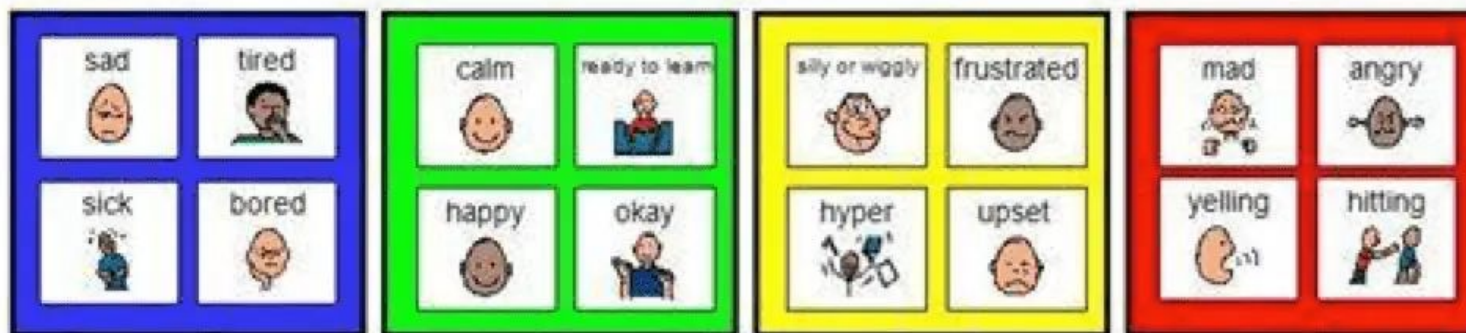 sad
tired
sick
bored
calm
ready to learn
happy
okay
silly or wiggly
frustrated
hyper
upset
mad
angry
yelling
hitting